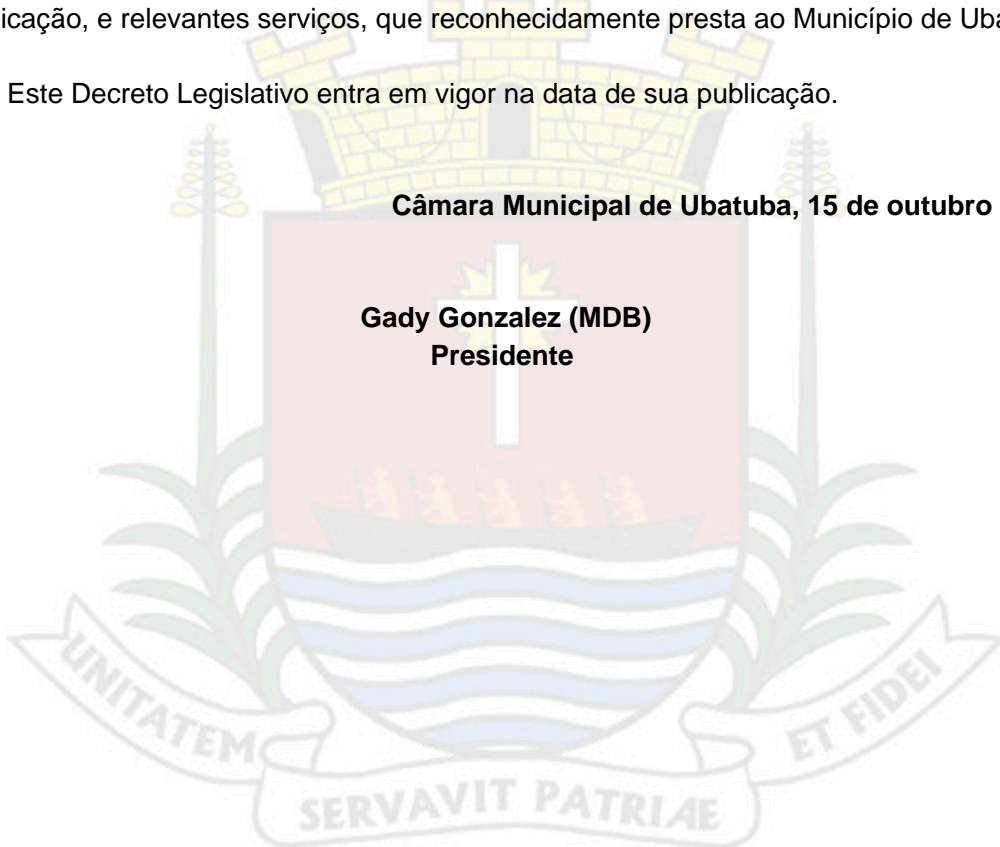 icação, e relevantes serviços, que reconhecidamente presta ao Município de Uba
Este Decreto Legislativo entra em vigor na data de sua publicação.
Câmara Municipal de Ubatuba, 15 de outubro
Gady Gonzalez (MDB)
Presidente
UNITATEM
SERVAVIT PATRIAE
ET FIDEI